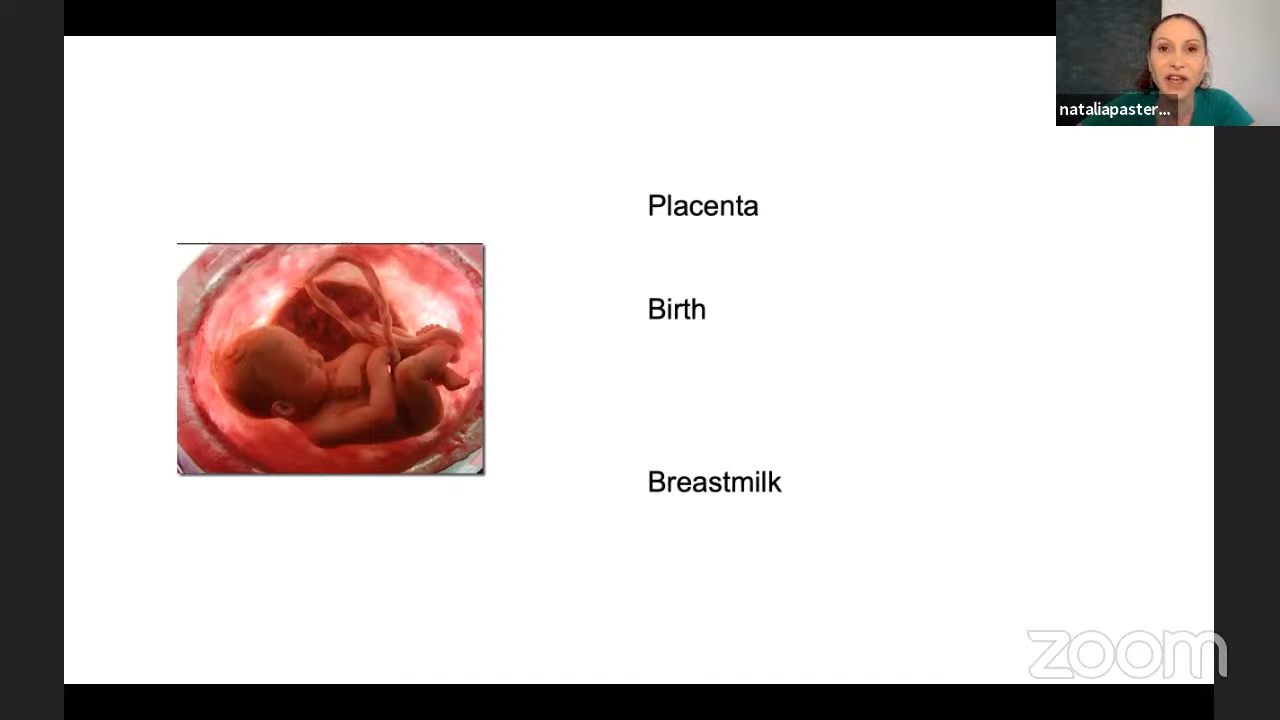 nataliapaster...
Placenta
Birth
Breastmilk
zoom